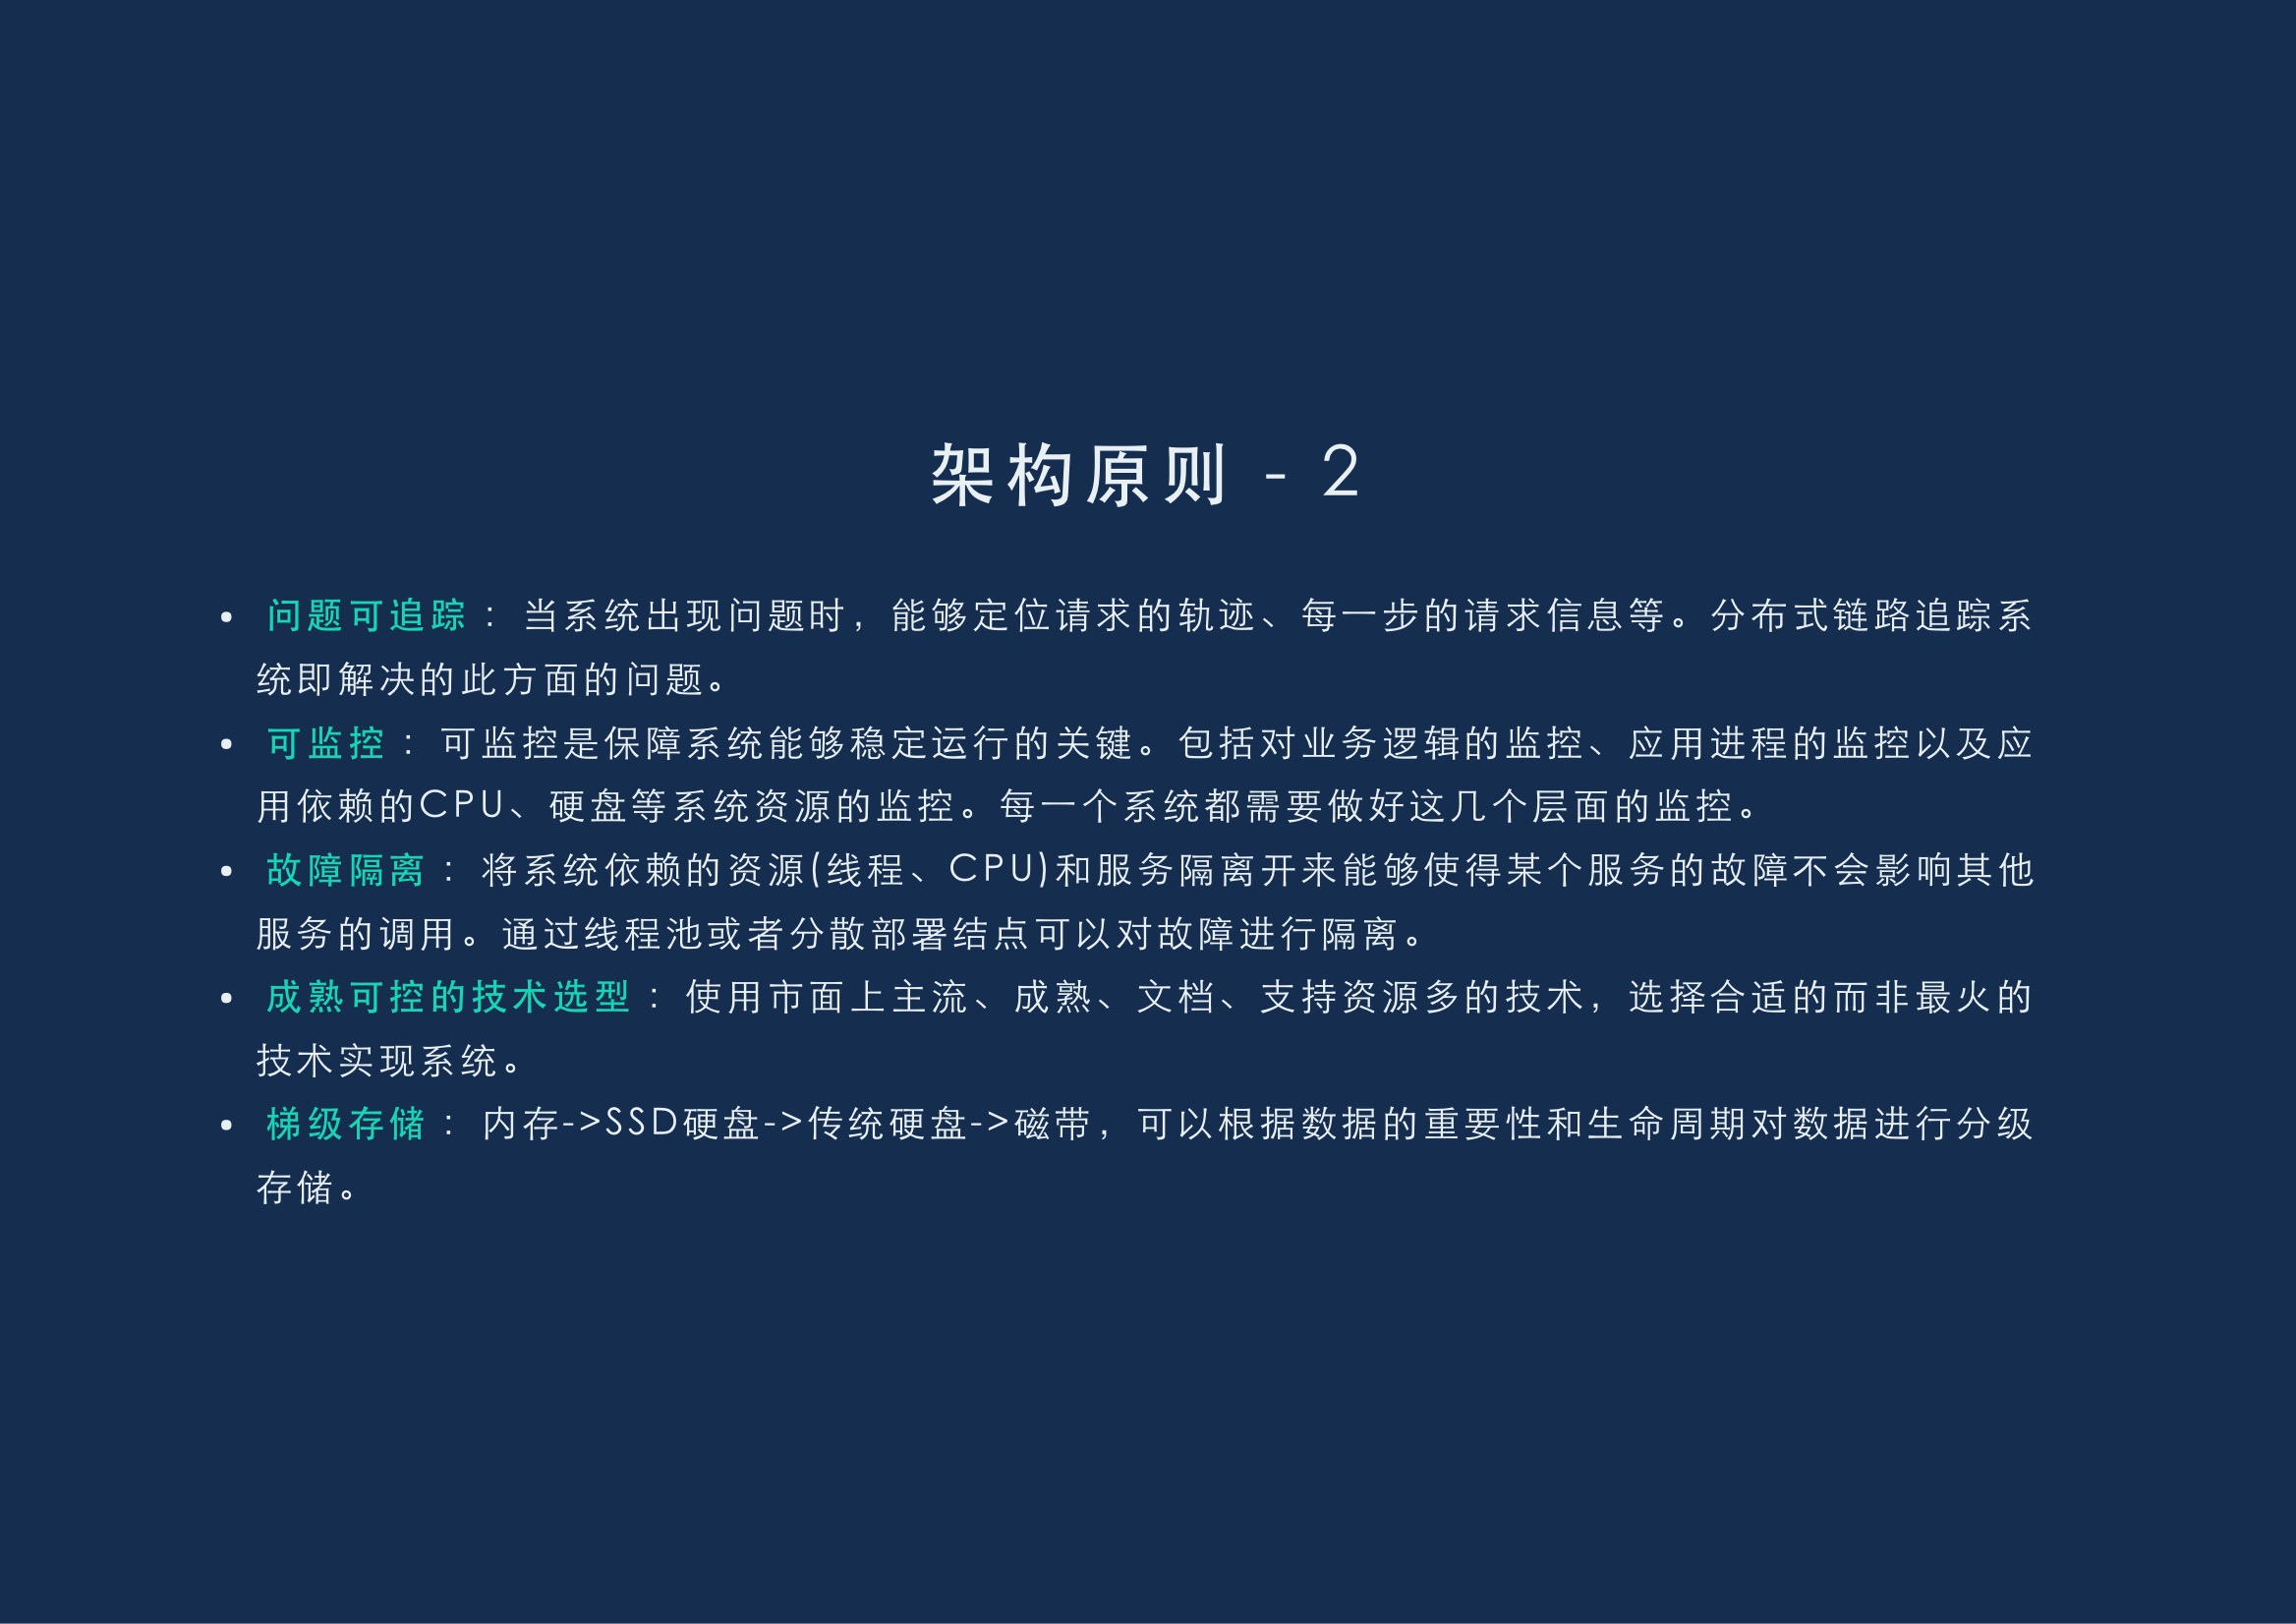 架构原则 - 2
• 问题可追踪 ： 当系统出现问题时，能够定位请求的轨迹、每一步的请求信息等。分布式链路追踪系
统即解决的此方面的问题。
• 可监控 ： 可监控是保障系统能够稳定运行的关键。包括对业务逻辑的监控、应用进程的监控以及应
用依赖的CPU、硬盘等系统资源的监控。每一个系统都需要做好这几个层面的监控。
• 故障隔离 ： 将系统依赖的资源(线程、CPU)和服务隔离开来能够使得某个服务的故障不会影响其他
服务的调用。通过线程池或者分散部署结点可以对故障进行隔离。
• 成熟可控的技术选型 ： 使用市面上主流、成熟、文档、支持资源多的技术，选择合适的而非最火的
技术实现系统。
• 梯级存储 ： 内存->SSD硬盘->传统硬盘->磁带，可以根据数据的重要性和生命周期对数据进行分级
存储。